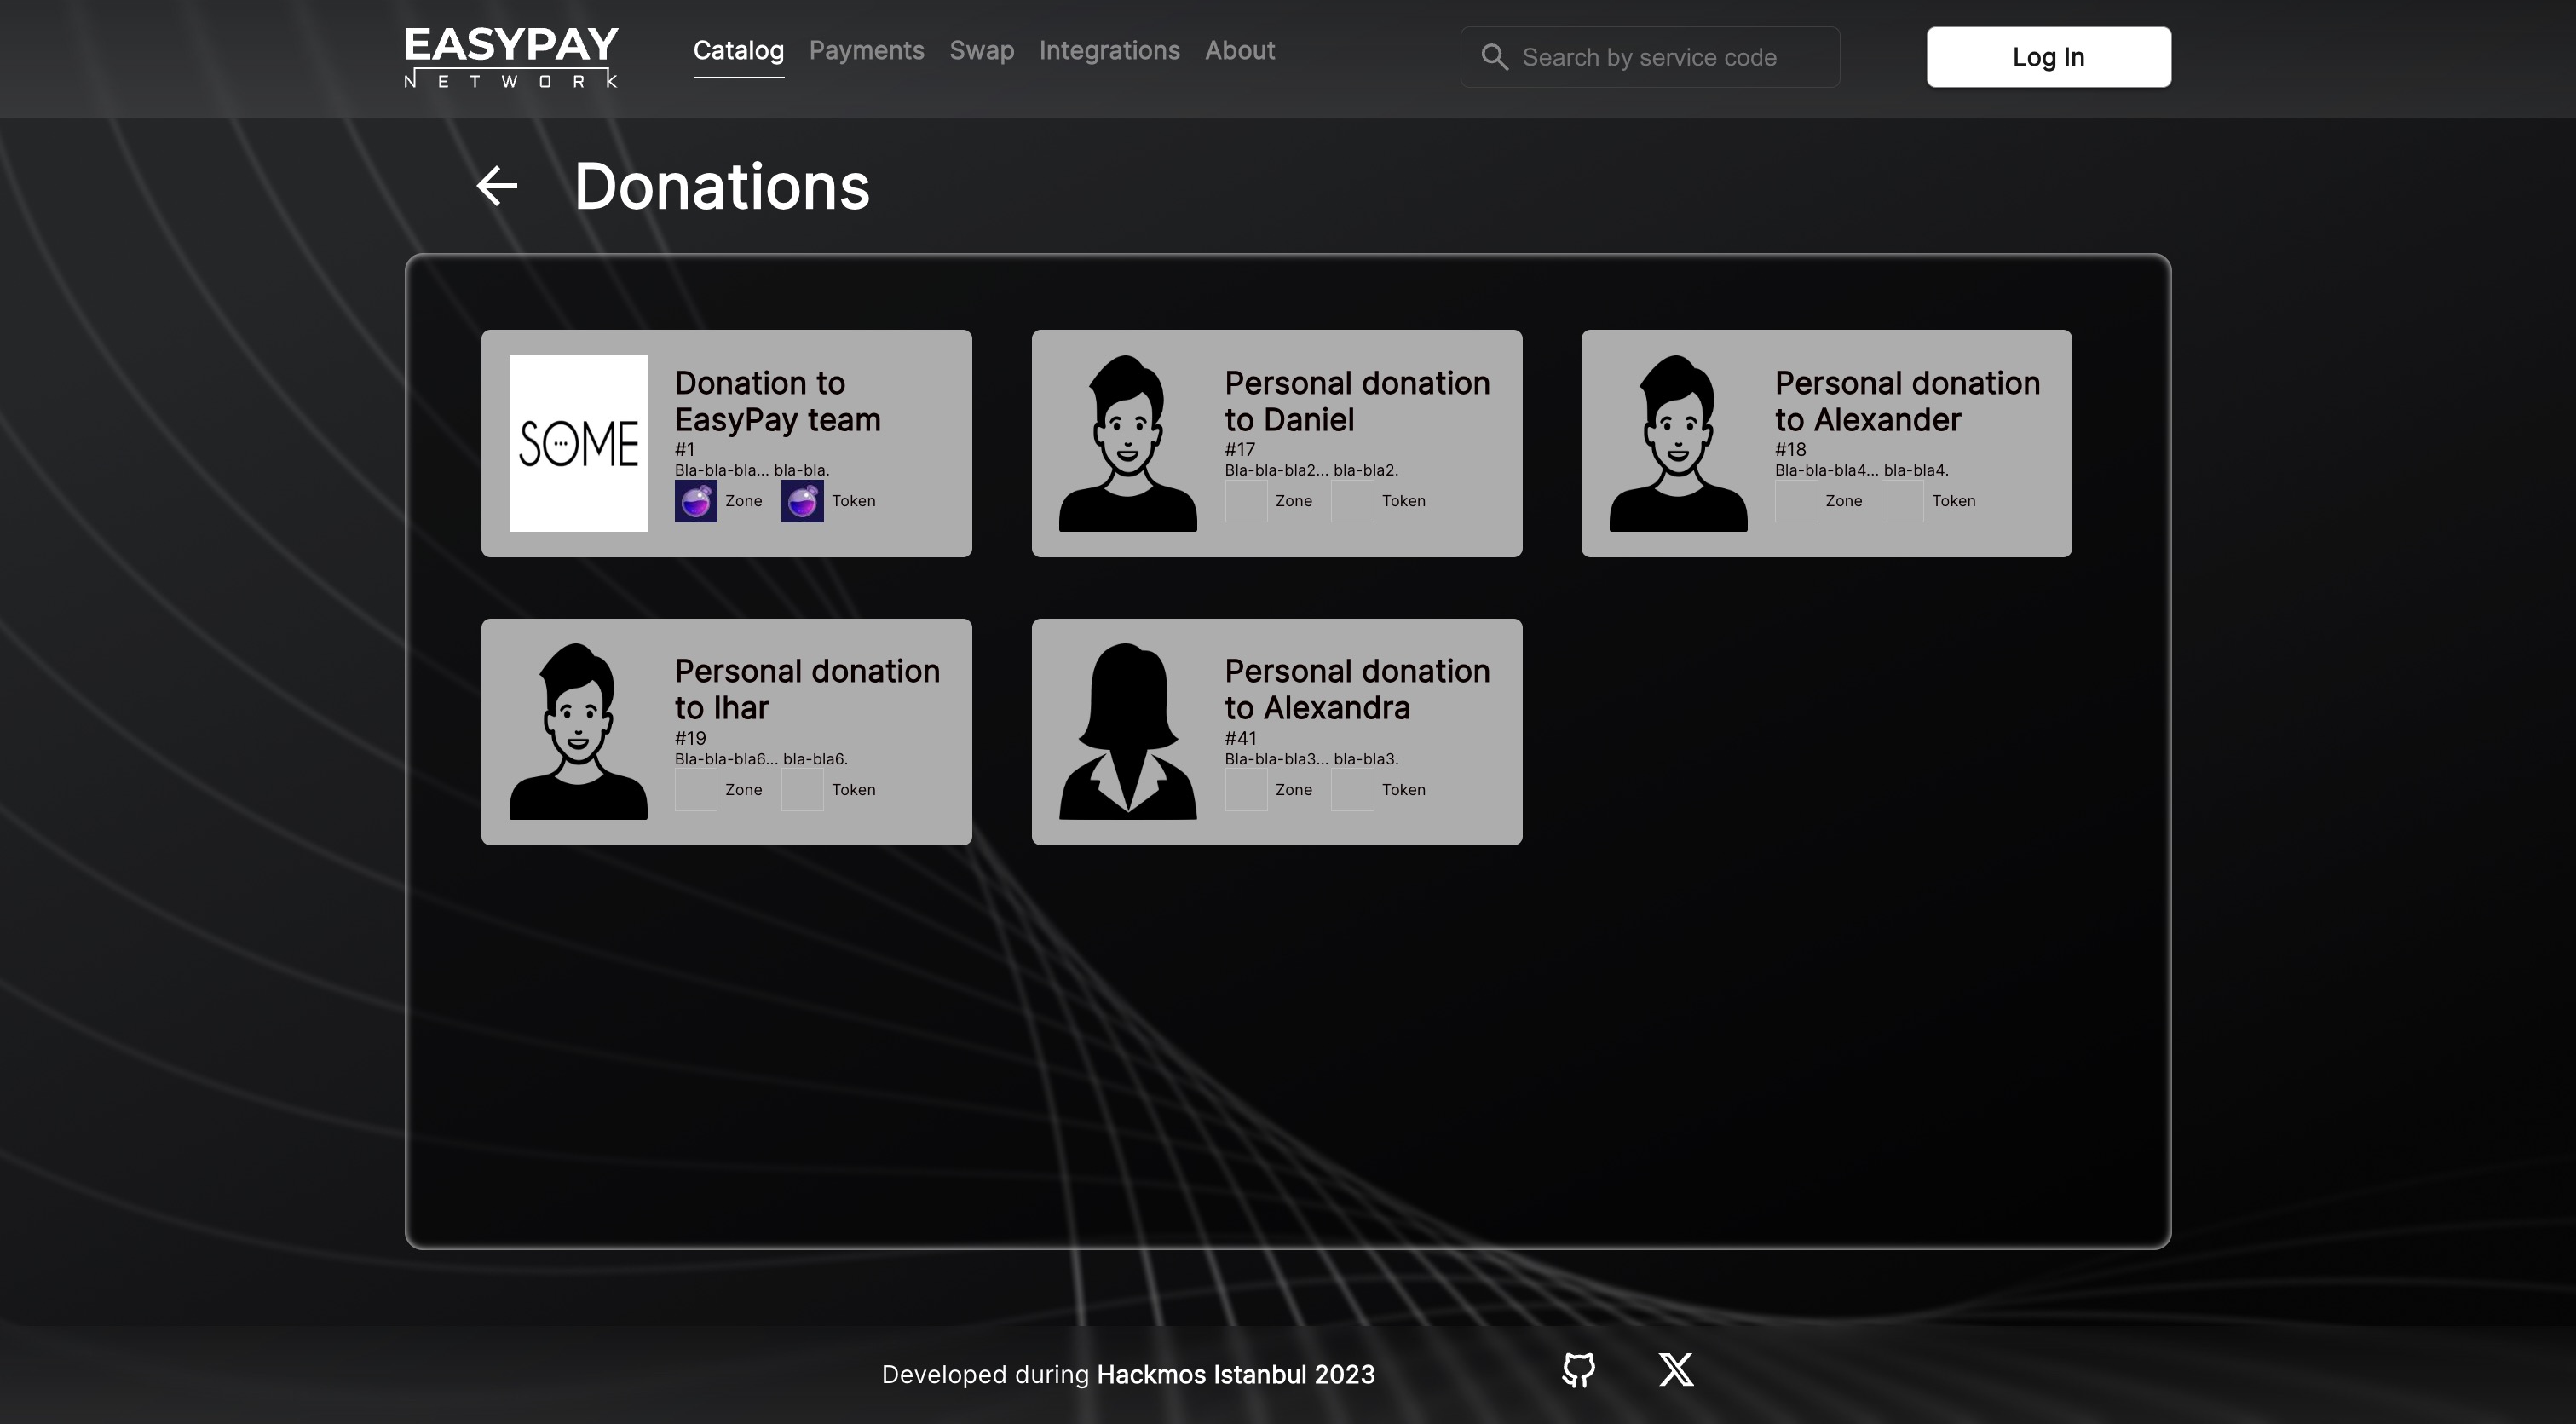 EASYPAY
NETWORK
Catalog Payments Swap Integrations About
Search by service code
Log In
Donations
SOME
Donation to
EasyPay team
#1
Bla-bla-bla... bla-bla.
Zone Token
Personal donation
to Daniel
#17
Bla-bla-bla2... bla-bla2.
Zone Token
Personal donation
to Alexander
#18
Bla-bla-bla4... bla-bla4.
Zone Token
Personal donation
to Ihar
#19
Bla-bla-bla6... bla-bla6.
Zone Token
Personal donation
to Alexandra
#41
Bla-bla-bla3... bla-bla3.
Zone Token
Developed during Hackmos Istanbul 2023